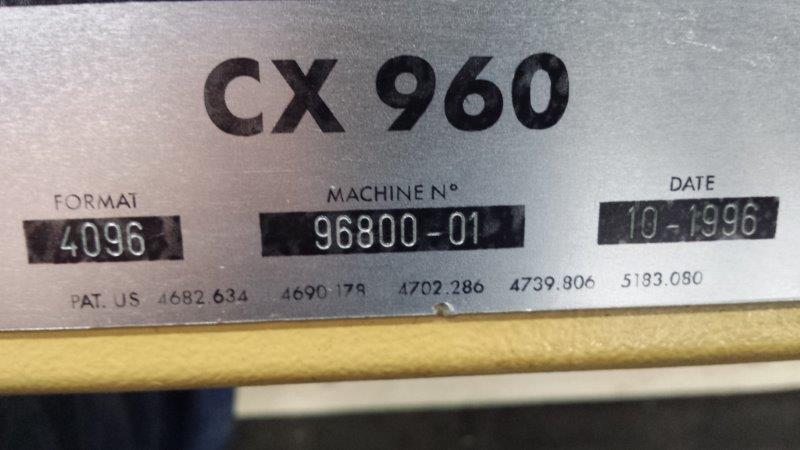 CX 960
FORMAT MACHINE Nº DATE
4096 96800-01 10-1996
PAT. US 4682.634 4690.178 4702.286 4739.806 5183.080